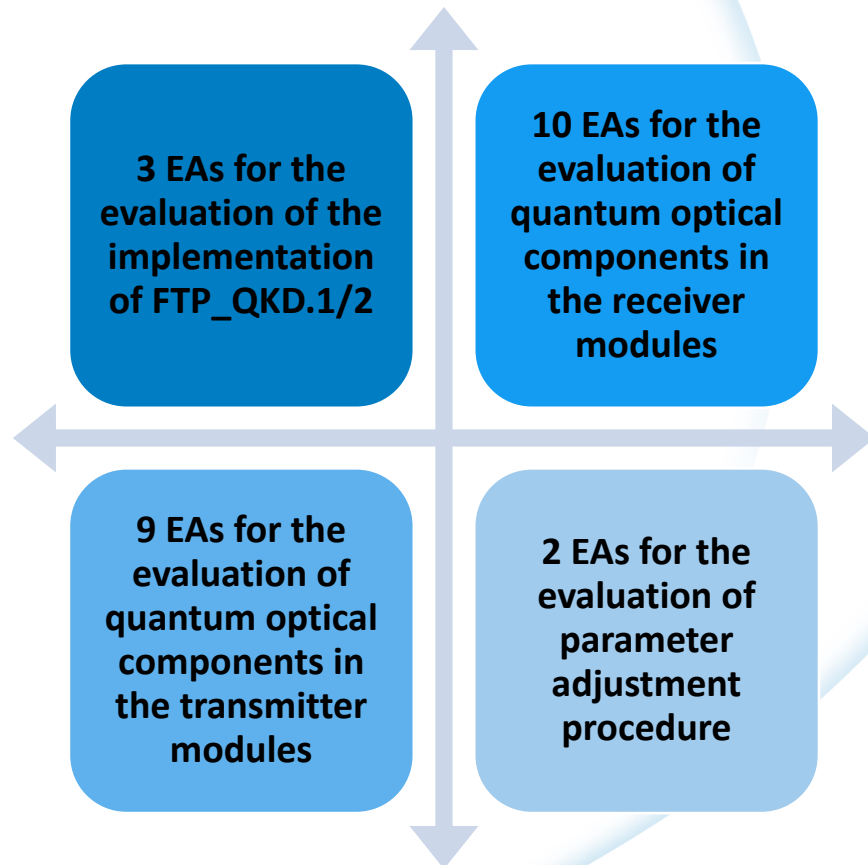 3 EAs for the
evaluation of the
implementation
of FTP_QKD.1/2
10 EAs for the
evaluation of
quantum optical
components in
the receiver
modules
9 EAs for the
evaluation of
quantum optical
components in
the transmitter
modules
2 EAs for the
evaluation of
parameter
adjustment
procedure